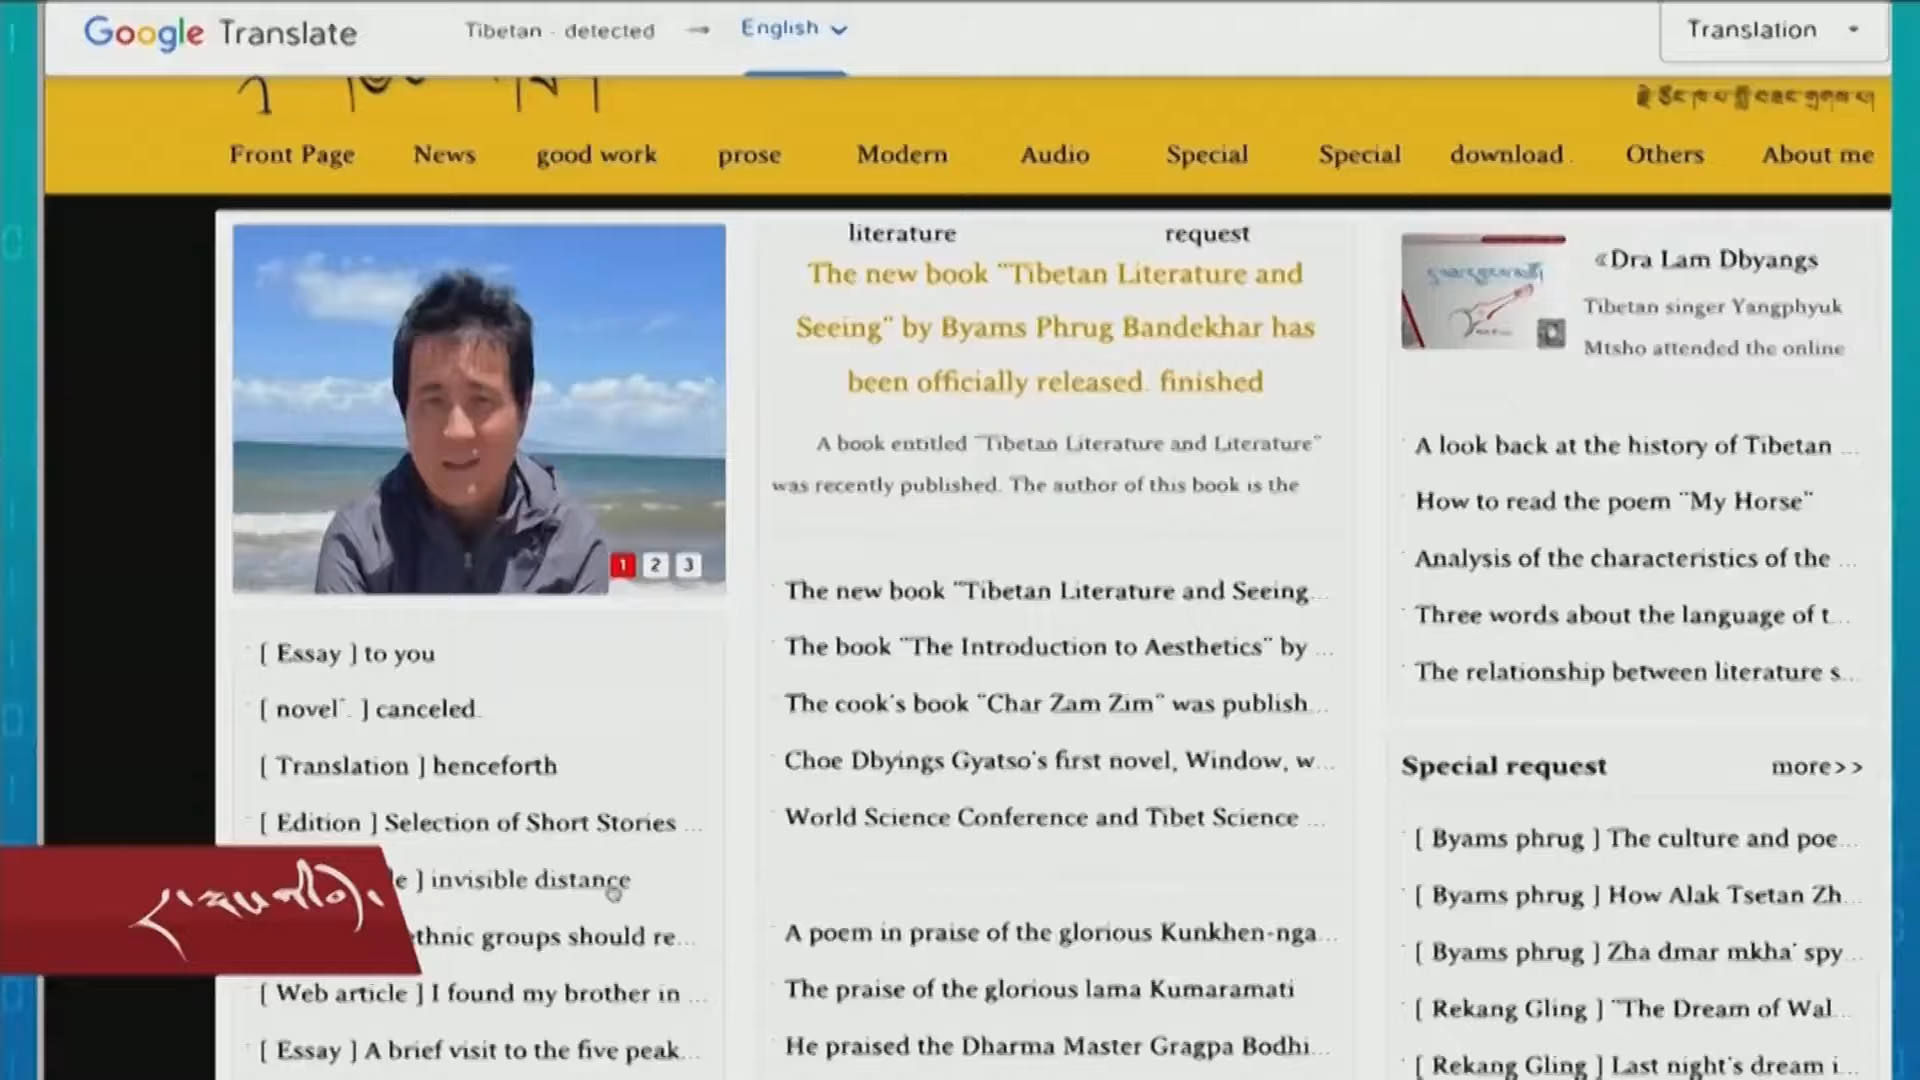 Google Translate
Tibetan - detected → English
Translation
Front Page News good work prose Modern Audio Special Special download. Others About me
literature request
The new book "Tibetan Literature and
Seeing" by Byams Phrug Bandekhar has
been officially released. finished
A book entitled "Tibetan Literature and Literature"
was recently published. The author of this book is the
The new book "Tibetan Literature and Seeing...
The book "The Introduction to Aesthetics" by ...
The cook's book "Char Zam Zim" was publish...
Choe Dbyings Gyatso's first novel, Window, w...
World Science Conference and Tibet Science ...
A poem in praise of the glorious Kunkhen-nga...
The praise of the glorious lama Kumaramati
He praised the Dharma Master Gragpa Bodhi...
1 2 3
[ Essay ] to you
[ novel". ] canceled.
[ Translation ] henceforth
[ Edition ] Selection of Short Stories ...
e ] invisible distance
thnic groups should re...
[ Web article ] I found my brother in ...
[ Essay ] A brief visit to the five peak...
«Dra Lam Dbyangs
Tibetan singer Yangphyuk
Mtsho attended the online
A look back at the history of Tibetan ...
How to read the poem "My Horse"
Analysis of the characteristics of the ...
Three words about the language of t...
The relationship between literature s...
Special request more>>
[ Byams phrug ] The culture and poe...
[ Byams phrug ] How Alak Tsetan Zh...
[ Byams phrug ] Zha dmar mkha' spy...
[ Rekang Gling ] "The Dream of Wal...
[ Rekang Gling ] Last night's dream i...